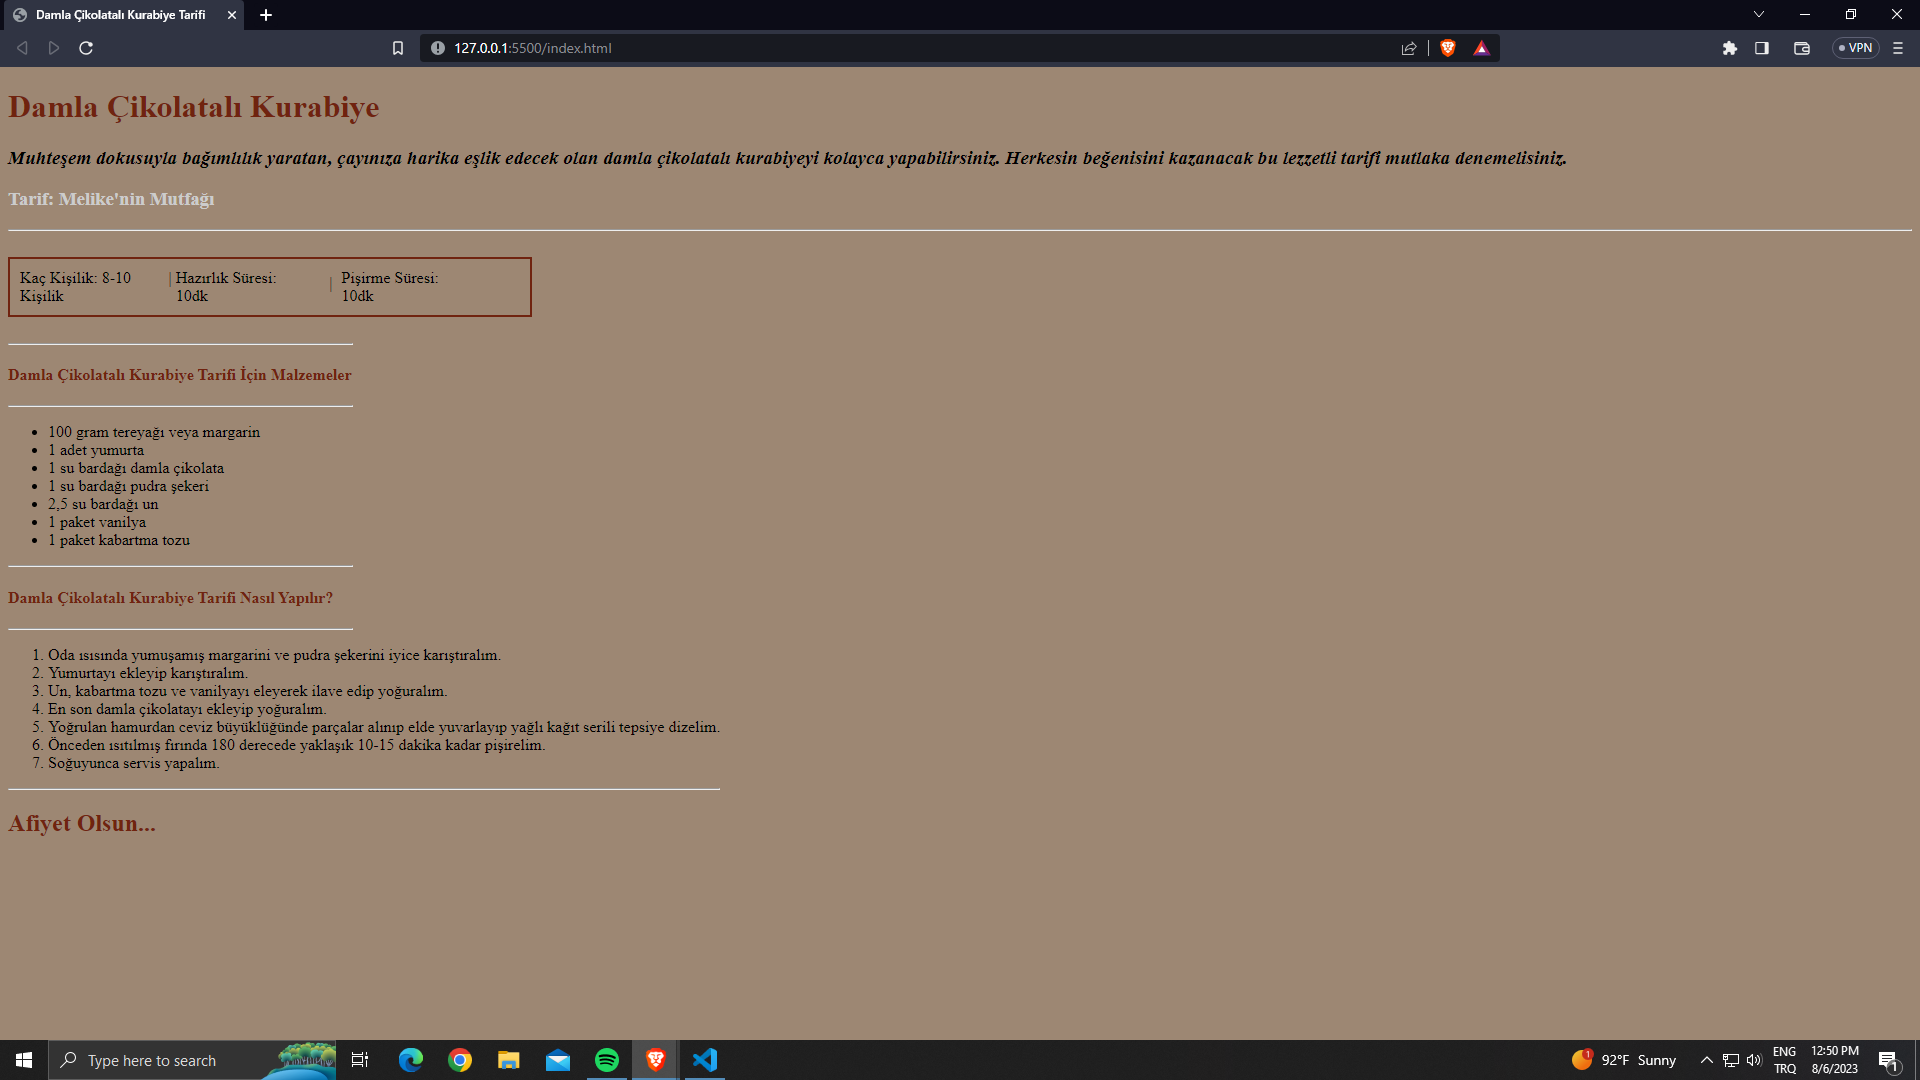 Damla Çikolatalı Kurabiye Tarifi
127.0.0.1:5500/index.html
VPN
Damla Çikolatalı Kurabiye
Muhteşem dokusuyla bağımlılık yaratan, çayınıza harika eşlik edecek olan damla çikolatalı kurabiyeyi kolayca yapabilirsiniz. Herkesin beğenisini kazanacak bu lezzetli tarifi mutlaka denemelisiniz.
Tarif: Melike'nin Mutfağı
Kaç Kişilik: 8-10 | Hazırlık Süresi: | Pişirme Süresi:
Kişilik 10dk 10dk
Damla Çikolatalı Kurabiye Tarifi İçin Malzemeler
• 100 gram tereyağı veya margarin
• 1 adet yumurta
• 1 su bardağı damla çikolata
• 1 su bardağı pudra şekeri
• 2,5 su bardağı un
• 1 paket vanilya
• 1 paket kabartma tozu
Damla Çikolatalı Kurabiye Tarifi Nasıl Yapılır?
1. Oda ısısında yumuşamış margarini ve pudra şekerini iyice karıştıralım.
2. Yumurtayı ekleyip karıştıralım.
3. Un, kabartma tozu ve vanilyayı eleyerek ilave edip yoğuralım.
4. En son damla çikolatayı ekleyip yoğuralım.
5. Yoğrulan hamurdan ceviz büyüklüğünde parçalar alınıp elde yuvarlayıp yağlı kağıt serili tepsiye dizelim.
6. Önceden ısıtılmış fırında 180 derecede yaklaşık 10-15 dakika kadar pişirelim.
7. Soğuyunca servis yapalım.
Afiyet Olsun...
Type here to search
1
92°F Sunny
ENG
TRQ
12:50 PM
8/6/2023
1